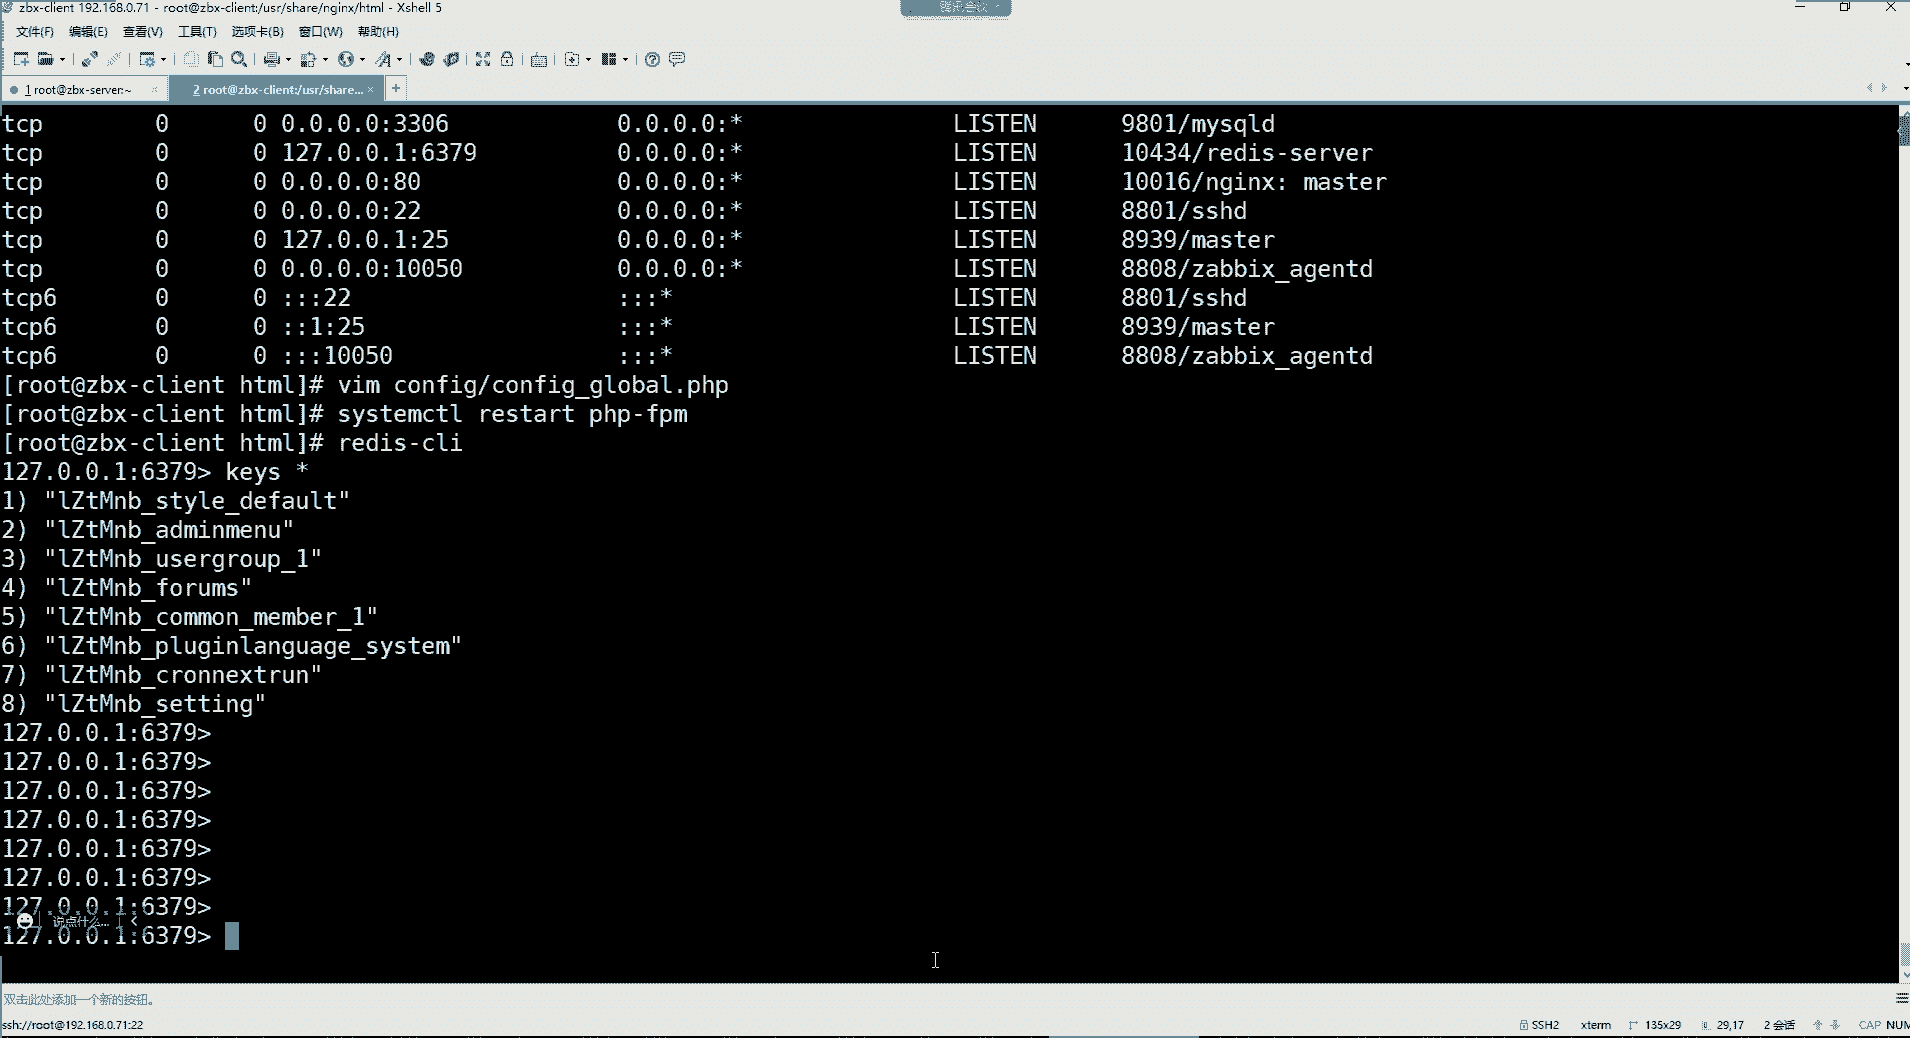 zbx-client 192.168.0.71 - root@zbx-client:/usr/share/nginx/html - Xshell 5
腾讯会议
文件(F) 编辑(E) 查看(V) 工具(T) 选项卡(B) 窗口(W) 帮助(H)
1 root@zbx-server:~ × 2 root@zbx-client:/usr/share... × +
tcp 0 0 0.0.0.0:3306 0.0.0.0:* LISTEN 9801/mysqld
tcp 0 0 127.0.0.1:6379 0.0.0.0:* LISTEN 10434/redis-server
tcp 0 0 0.0.0.0:80 0.0.0.0:* LISTEN 10016/nginx: master
tcp 0 0 0.0.0.0:22 0.0.0.0:* LISTEN 8801/sshd
tcp 0 0 127.0.0.1:25 0.0.0.0:* LISTEN 8939/master
tcp 0 0 0.0.0.0:10050 0.0.0.0:* LISTEN 8808/zabbix_agentd
tcp6 0 0 :::22 :::* LISTEN 8801/sshd
tcp6 0 0 ::1:25 :::* LISTEN 8939/master
tcp6 0 0 :::10050 :::* LISTEN 8808/zabbix_agentd
[root@zbx-client html]# vim config/config_global.php
[root@zbx-client html]# systemctl restart php-fpm
[root@zbx-client html]# redis-cli
127.0.0.1:6379> keys *
1) "lZtMnb_style_default"
2) "lZtMnb_adminmenu"
3) "lZtMnb_usergroup_1"
4) "lZtMnb_forums"
5) "lZtMnb_common_member_1"
6) "lZtMnb_pluginlanguage_system"
7) "lZtMnb_cronnextrun"
8) "lZtMnb_setting"
127.0.0.1:6379>
127.0.0.1:6379>
127.0.0.1:6379>
127.0.0.1:6379>
127.0.0.1:6379>
127.0.0.1:6379>
127.0.0.1:6379>
说点什么...
127.0.0.1:6379>
双击此处添加一个新的按钮。
ssh://root@192.168.0.71:22 SSH2 xterm 135x29 29,17 2 会话 CAP NUM